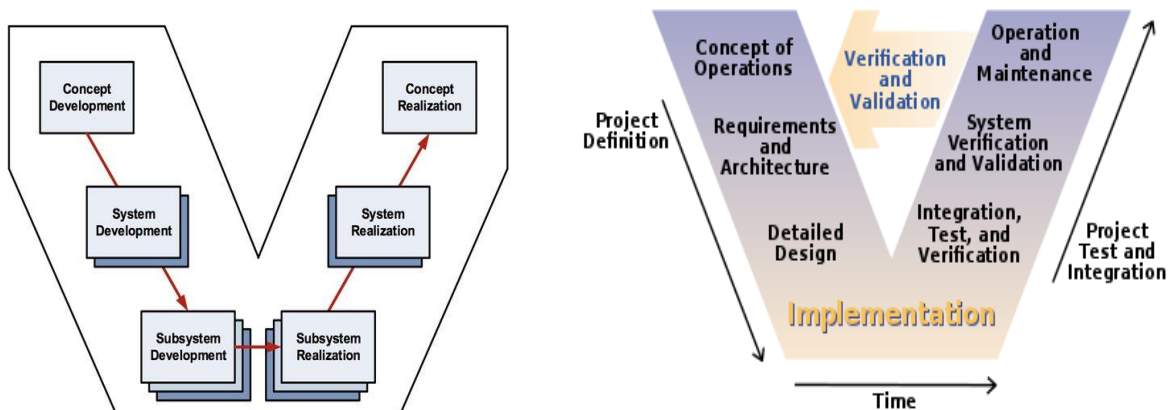 Concept
Development
Concept
Realization
System
Development
System
Realization
Subsystem
Development
Subsystem
Realization
Concept of
Operations
Verification
and
Validation
Operation
and
Maintenance
Project
Definition
Requirements
and
Architecture
System
Verification
and Validation
Detailed
Design
Integration,
Test, and
Verification
Project
Test and
Integration
Implementation
Time